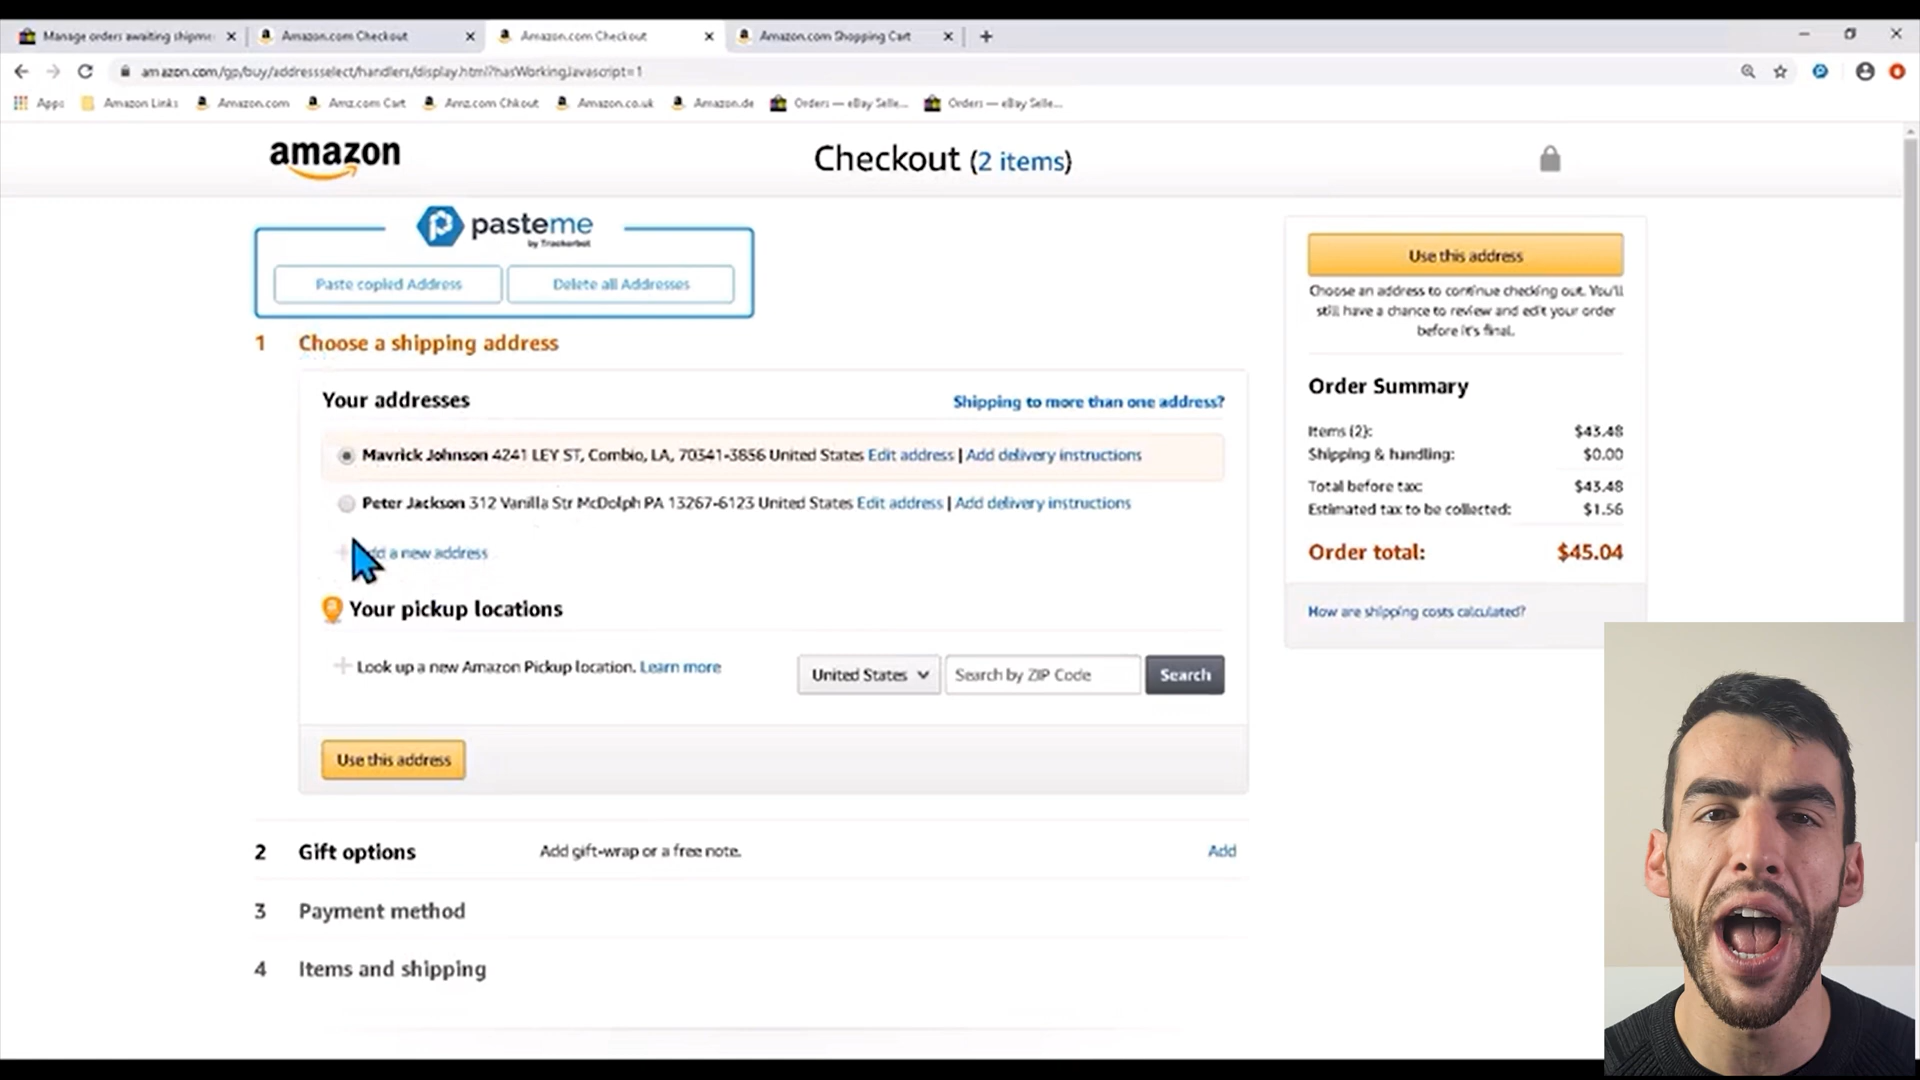 Manage orders awaiting shipme
Amazon.com Checkout
Amazon.com Checkout
Amazon.com Shopping Cart
amazon.com/gp/buy/addressselect/handlers/display.html?hasWorkingJavascript=1
Apps
Amazon Links
Amazon.com
Amz.com Cart
Amz.com Chkout
Amazon.co.uk
Amazon.de
Orders — eBay Selle...
Orders — eBay Selle...
amazon
Checkout (2 items)
pasteme
by Trackerbot
Paste copied Address
Delete all Addresses
1 Choose a shipping address
Your addresses
Shipping to more than one address?
Mavrick Johnson 4241 LEY ST, Combio, LA, 70341-3856 United States Edit address | Add delivery instructions
Peter Jackson 312 Vanilla Str McDolph PA 13267-6123 United States Edit address | Add delivery instructions
dd a new address
Your pickup locations
Look up a new Amazon Pickup location. Learn more
United States
Search by ZIP Code
Search
Use this address
2 Gift options
Add gift-wrap or a free note.
Add
3 Payment method
4 Items and shipping
Use this address
Choose an address to continue checking out. You'll
still have a chance to review and edit your order
before it's final.
Order Summary
Items (2): $43.48
Shipping & handling: $0.00
Total before tax: $43.48
Estimated tax to be collected: $1.56
Order total: $45.04
How are shipping costs calculated?